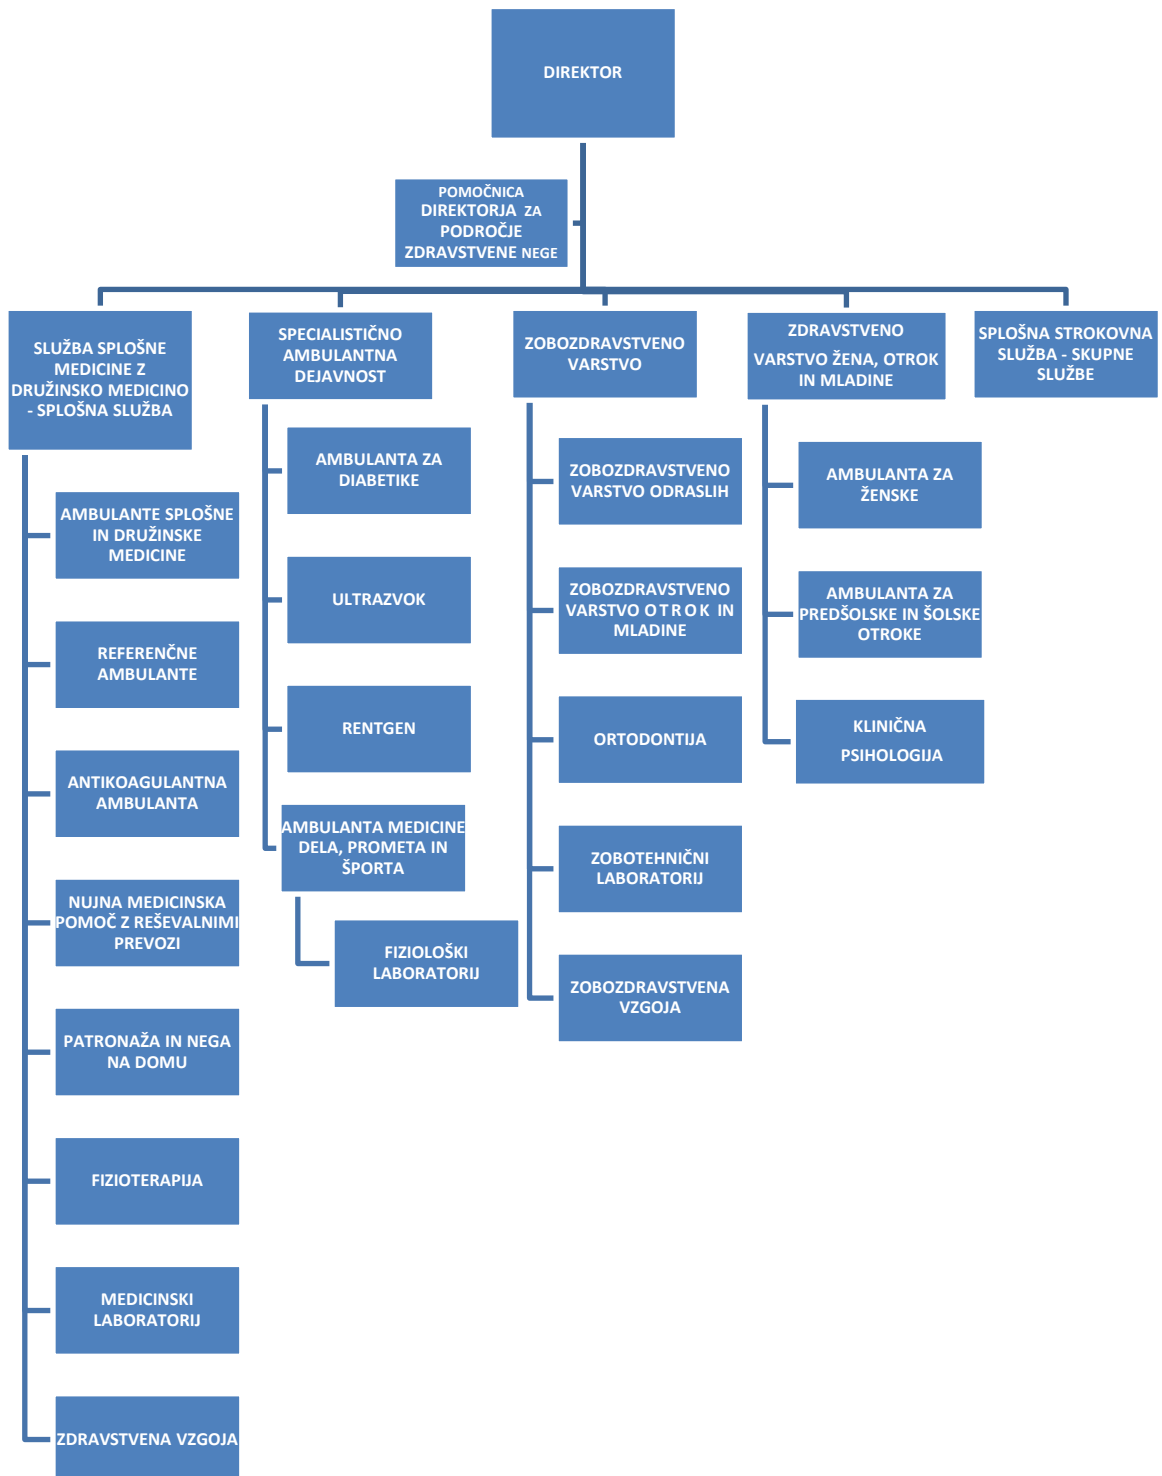 DIREKTOR
POMOČNICA
DIREKTORJA ZA
PODROČJE
ZDRAVSTVENE NEGE
SLUŽBA SPLOŠNE
MEDICINE Z
DRUŽINSKO MEDICINO
- SPLOŠNA SLUŽBA
AMBULANTE SPLOŠNE
IN DRUŽINSKE
MEDICINE
REFERENČNE
AMBULANTE
ANTIKOAGULANTNA
AMBULANTA
NUJNA MEDICINSKA
POMOČ Z REŠEVALNIMI
PREVOZI
PATRONAŽA IN NEGA
NA DOMU
FIZIOTERAPIJA
MEDICINSKI
LABORATORIJ
ZDRAVSTVENA VZGOJA
SPECIALISTIČNO
AMBULANTNA
DEJAVNOST
AMBULANTA ZA
DIABETIKE
ULTRAZVOK
RENTGEN
AMBULANTA MEDICINE
DELA, PROMETA IN
ŠPORTA
FIZIOLOŠKI
LABORATORIJ
ZOBOZDRAVSTVENO
VARSTVO
ZOBOZDRAVSTVENO
VARSTVO ODRASLIH
ZOBOZDRAVSTVENO
VARSTVO O T R O K IN
MLADINE
ORTODONTIJA
ZOBOTEHNIČNI
LABORATORIJ
ZOBOZDRAVSTVENA
VZGOJA
ZDRAVSTVENO
VARSTVO ŽENA, OTROK
IN MLADINE
AMBULANTA ZA
ŽENSKE
AMBULANTA ZA
PREDŠOLSKE IN ŠOLSKE
OTROKE
KLINIČNA
PSIHOLOGIJA
SPLOŠNA STROKOVNA
SLUŽBA - SKUPNE
SLUŽBE